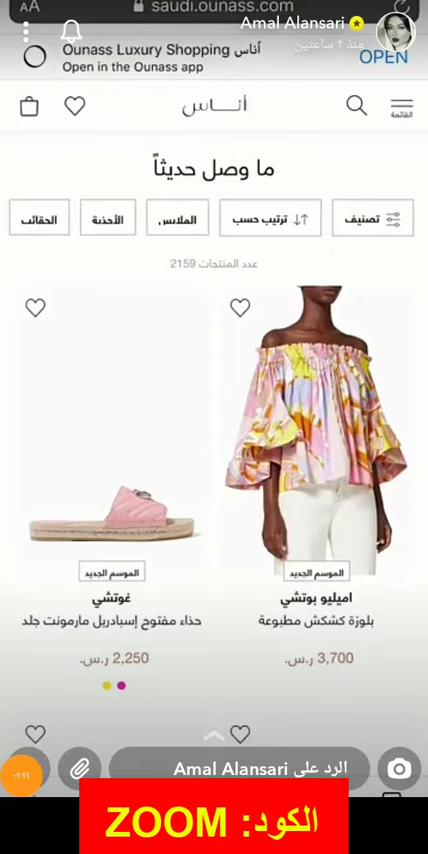 AA saudi.ounass.com
Amal Alansari
منذ ٢ ساعتين
Ounass Luxury Shopping أناس
Open in the Ounass app
OPEN
أناس
القائمة
ما وصل حديثاً
تصنيف
ترتيب حسب
الملابس
الأحذية
الحقائب
عدد المنتجات 2159
الموسم الجديد
اميليو بوتشي
بلوزة كشكش مطبوعة
3,700 ر.س.
الموسم الجديد
غوتشي
حذاء مفتوح إسبادريل مارمونت جلد
2,250 ر.س.
الرد على Amal Alansari
الكود: ZOOM